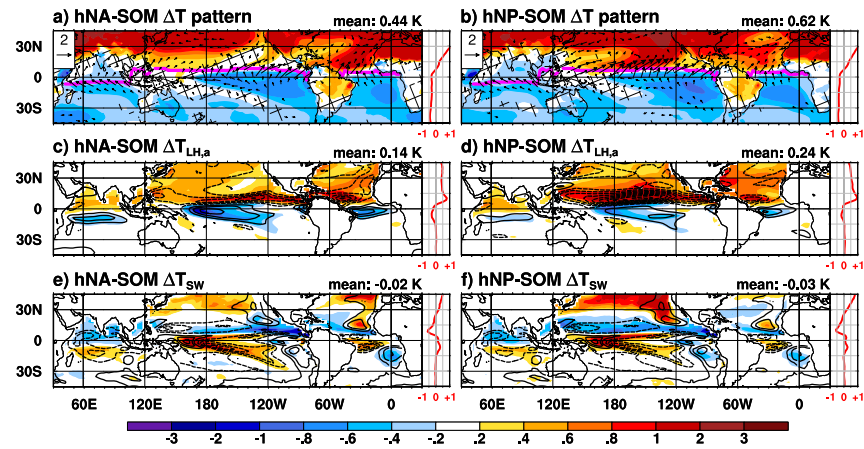 a) hNA-SOM ΔT pattern mean: 0.44 K
b) hNP-SOM ΔT pattern mean: 0.62 K
30N 2
0
30S
2
-1 0 +1
-1 0 +1
c) hNA-SOM ΔT_LH,a mean: 0.14 K
d) hNP-SOM ΔT_LH,a mean: 0.24 K
30N
0
30S
-1 0 +1
-1 0 +1
e) hNA-SOM ΔT_SW mean: -0.02 K
f) hNP-SOM ΔT_SW mean: -0.03 K
30N
0
30S
-1 0 +1
-1 0 +1
60E 120E 180 120W 60W 0
60E 120E 180 120W 60W 0
-3 -2 -1 -.8 -.6 -.4 -.2 .2 .4 .6 .8 1 2 3